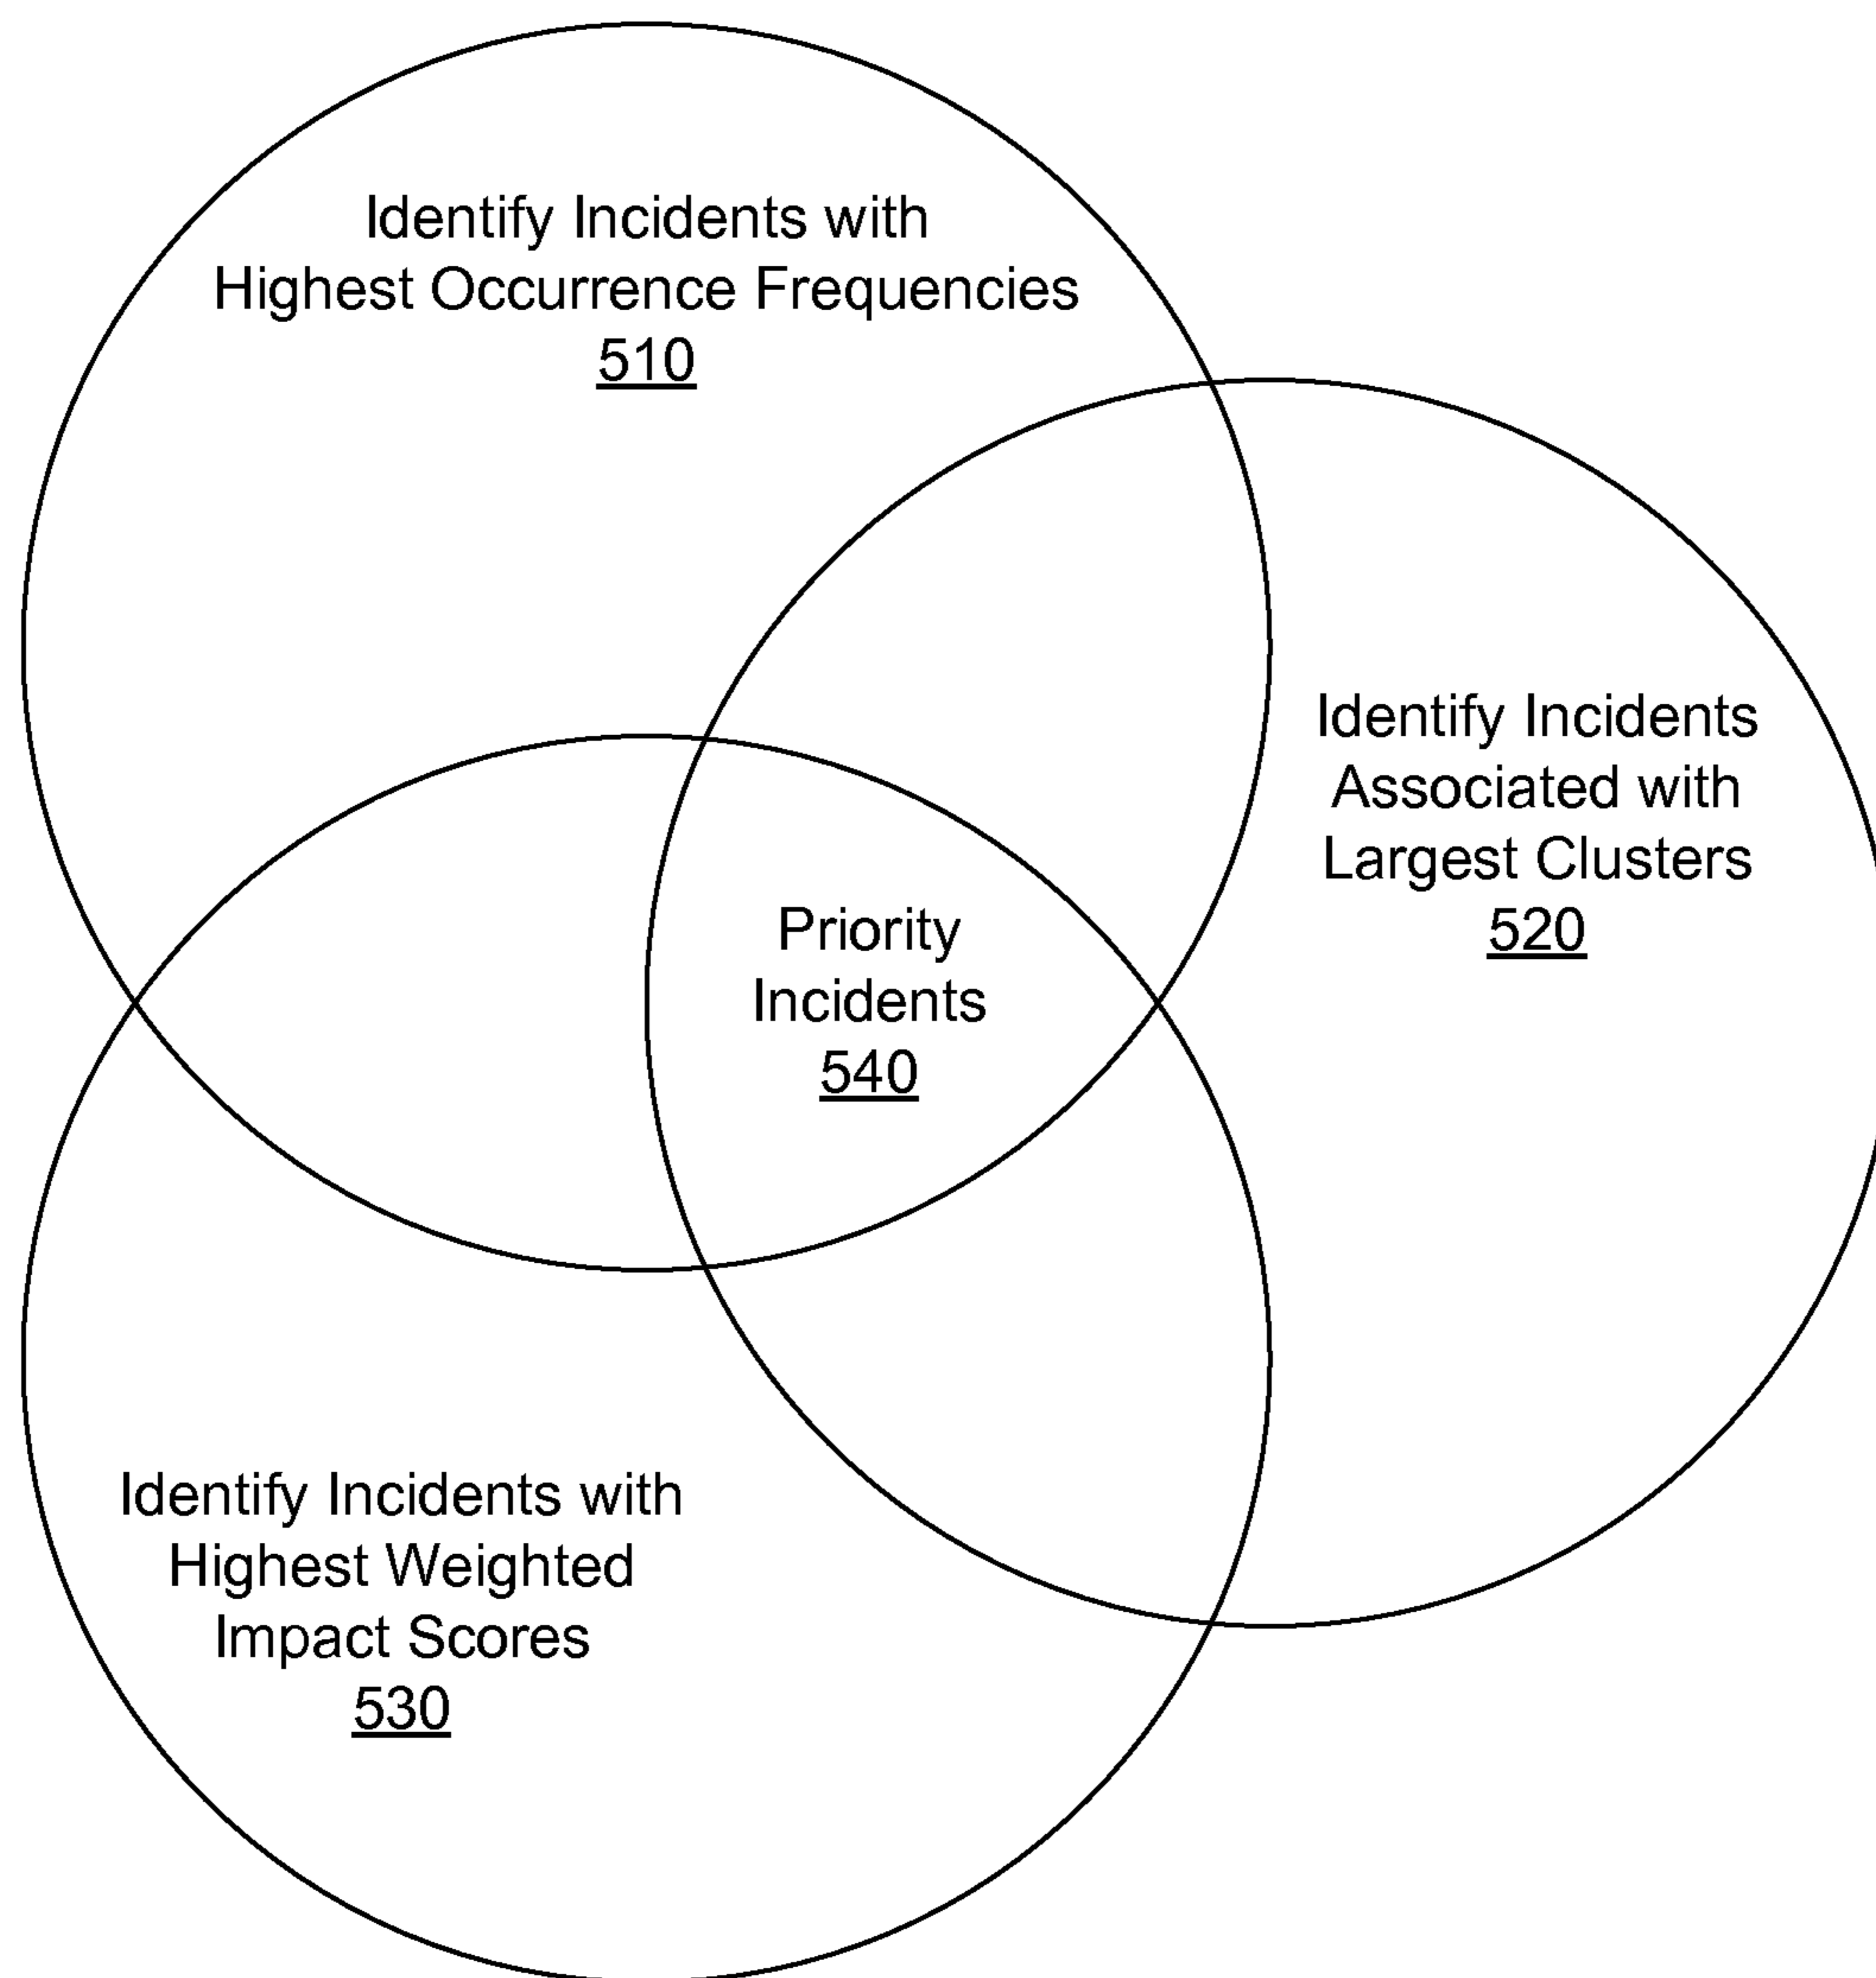 Identify Incidents with
Highest Occurrence Frequencies
510
Identify Incidents
Associated with
Largest Clusters
520
Priority
Incidents
540
Identify Incidents with
Highest Weighted
Impact Scores
530